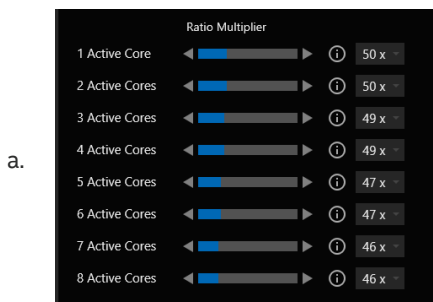 Ratio Multiplier
1 Active Core 50 x
2 Active Cores 50 x
3 Active Cores 49 x
a.
4 Active Cores 49 x
5 Active Cores 47 x
6 Active Cores 47 x
7 Active Cores 46 x
8 Active Cores 46 x